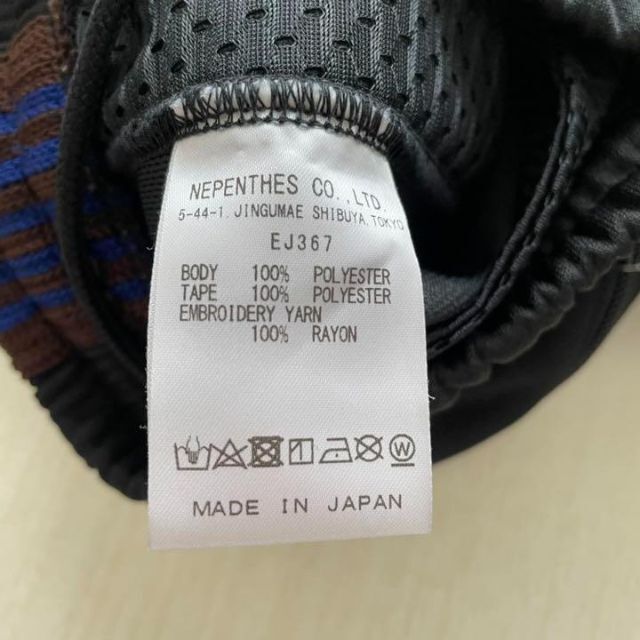 NEPENTHES CO.,LTD.
5-44-1.JINGUMAE SHIBUYA.TOKYO
EJ367
BODY 100% POLYESTER
TAPE 100% POLYESTER
EMBROIDERY YARN
100% RAYON
W
MADE IN JAPAN